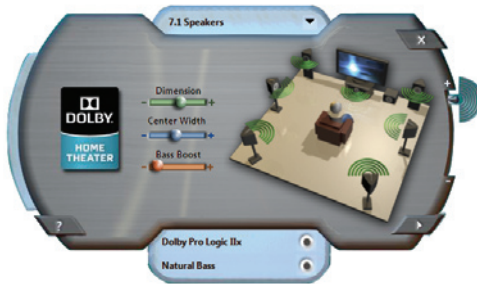 7.1 Speakers
X
Dimension
- +
Center Width
- +
Bass Boost
- +
DOLBY
HOME
THEATER
+
-
?
Dolby Pro Logic IIx
Natural Bass